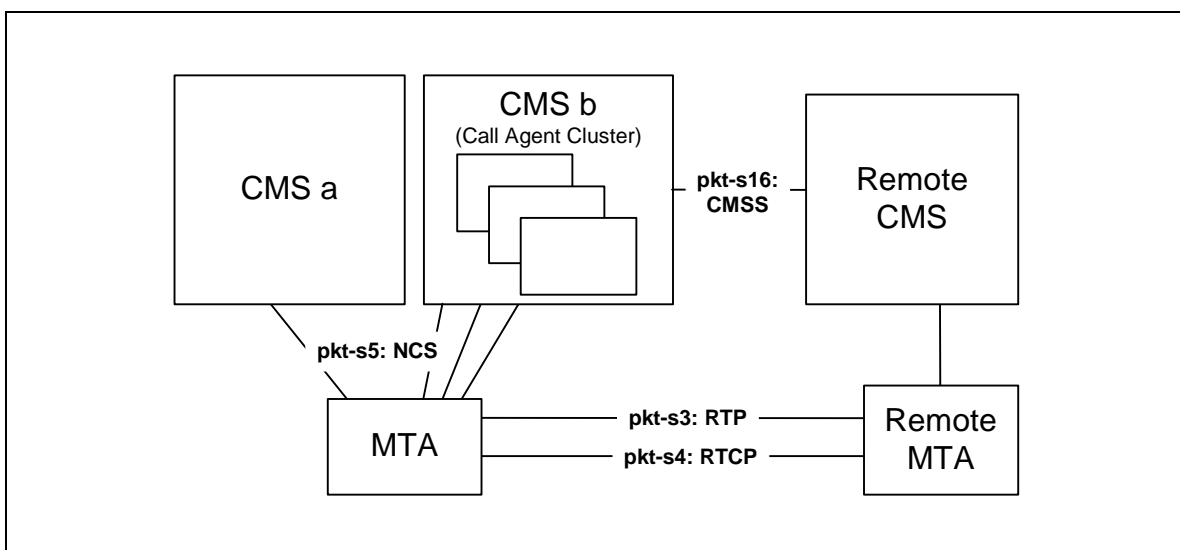 CMS a
CMS b
(Call Agent Cluster)
pkt-s16:
CMSS
Remote
CMS
pkt-s5: NCS
MTA
pkt-s3: RTP
pkt-s4: RTCP
Remote
MTA